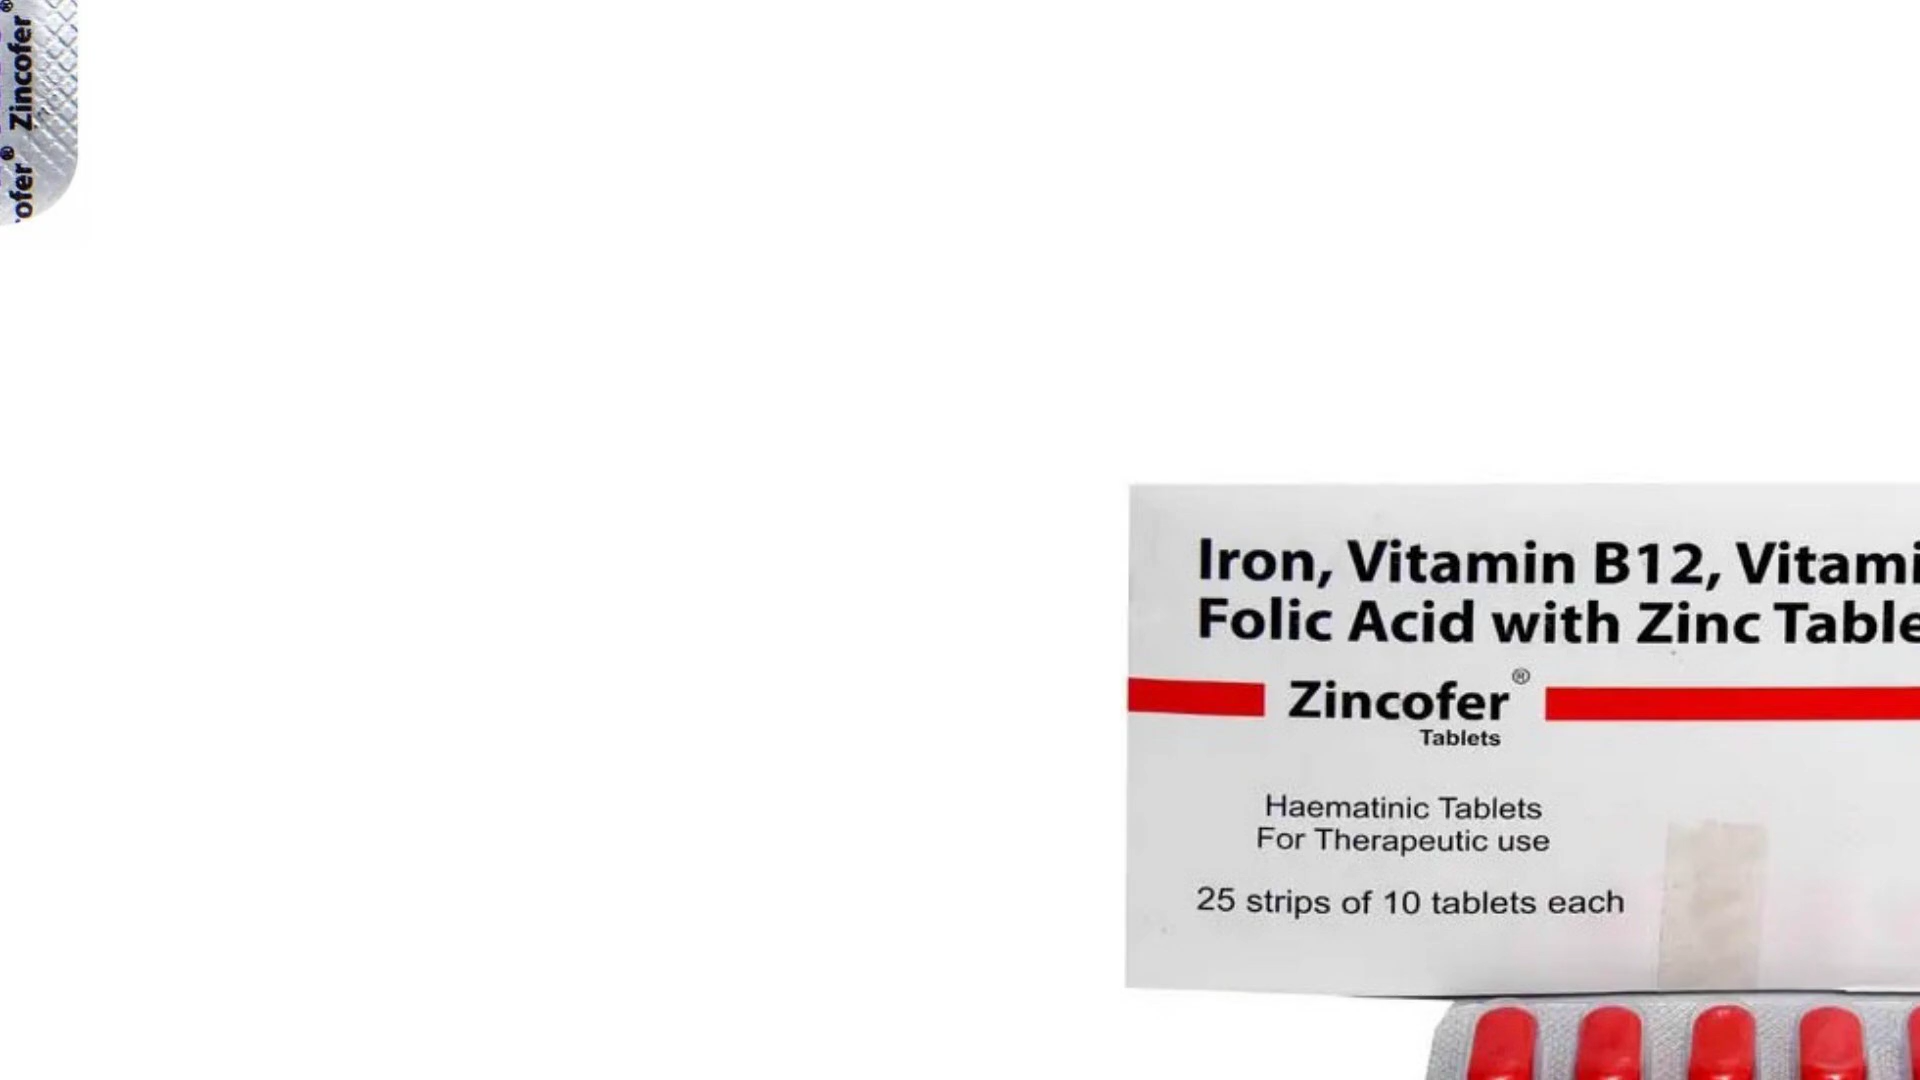 Zincofer
ofer®
Iron, Vitamin B12,
Folic Acid with Zinc
Zincofer®
Tablets
Haematinic Tablets
For Therapeutic use
25 strips of 10 tablets each